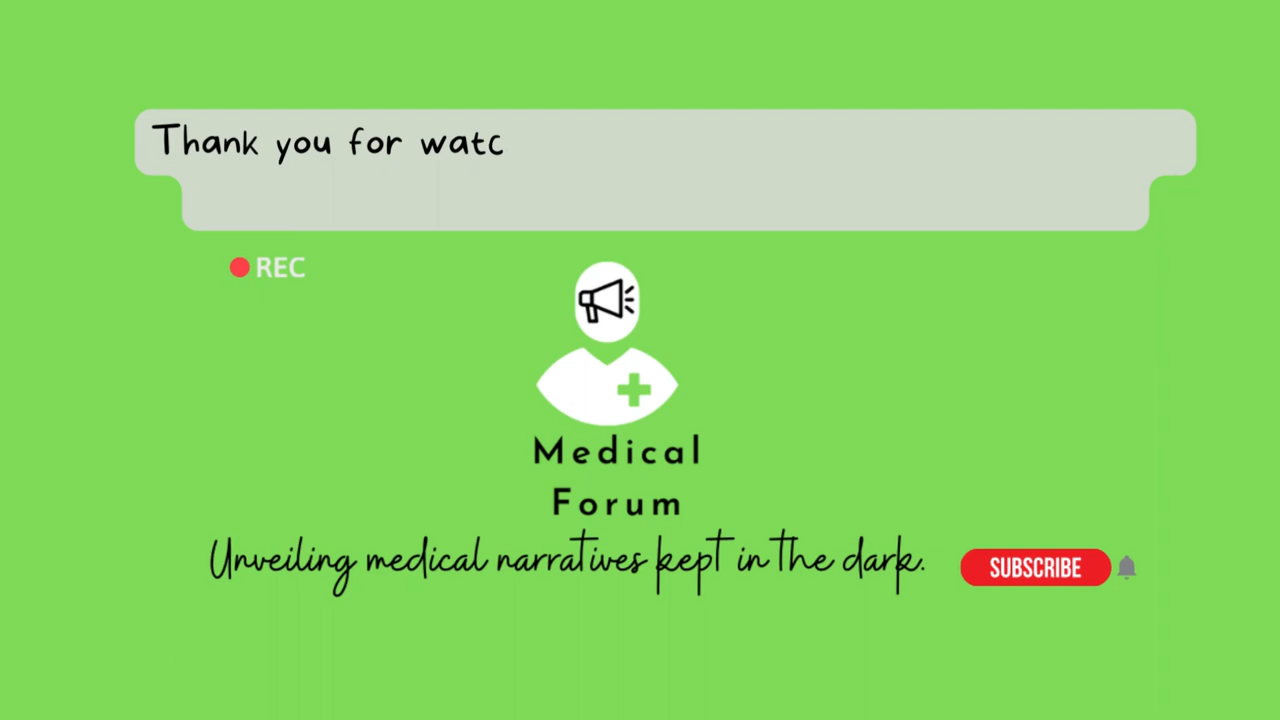 Thank you for watc
REC
Medical
Forum
Unveiling medical narratives kept in the dark.
SUBSCRIBE